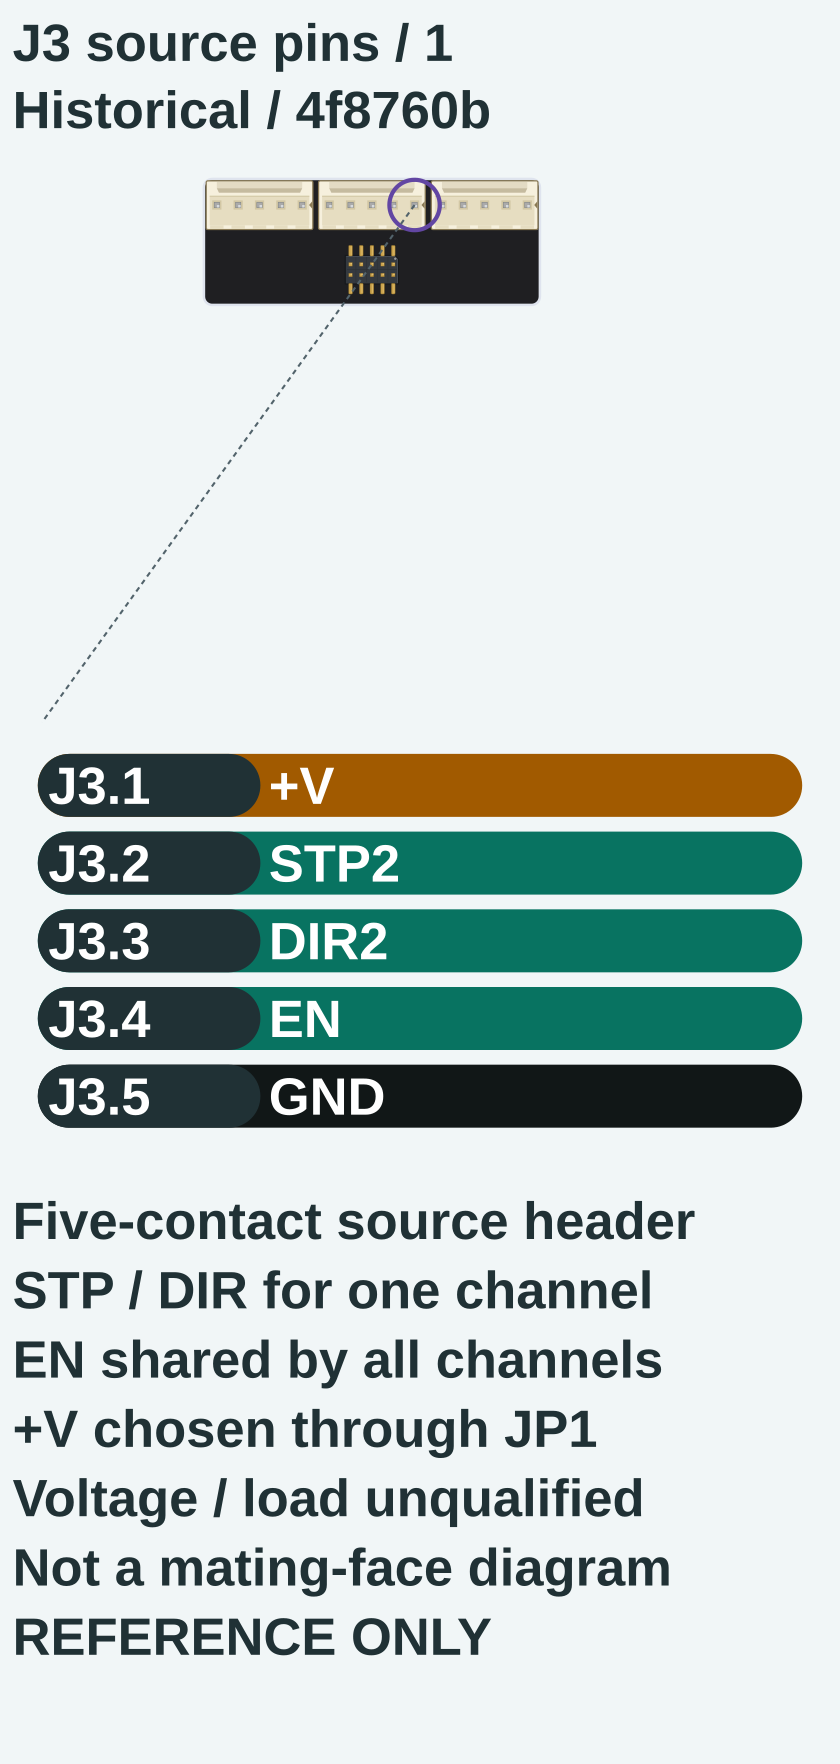 J3 source pins / 1
Historical / 4f8760b
J3.1 +V
J3.2 STP2
J3.3 DIR2
J3.4 EN
J3.5 GND
Five-contact source header
STP / DIR for one channel
EN shared by all channels
+V chosen through JP1
Voltage / load unqualified
Not a mating-face diagram
REFERENCE ONLY